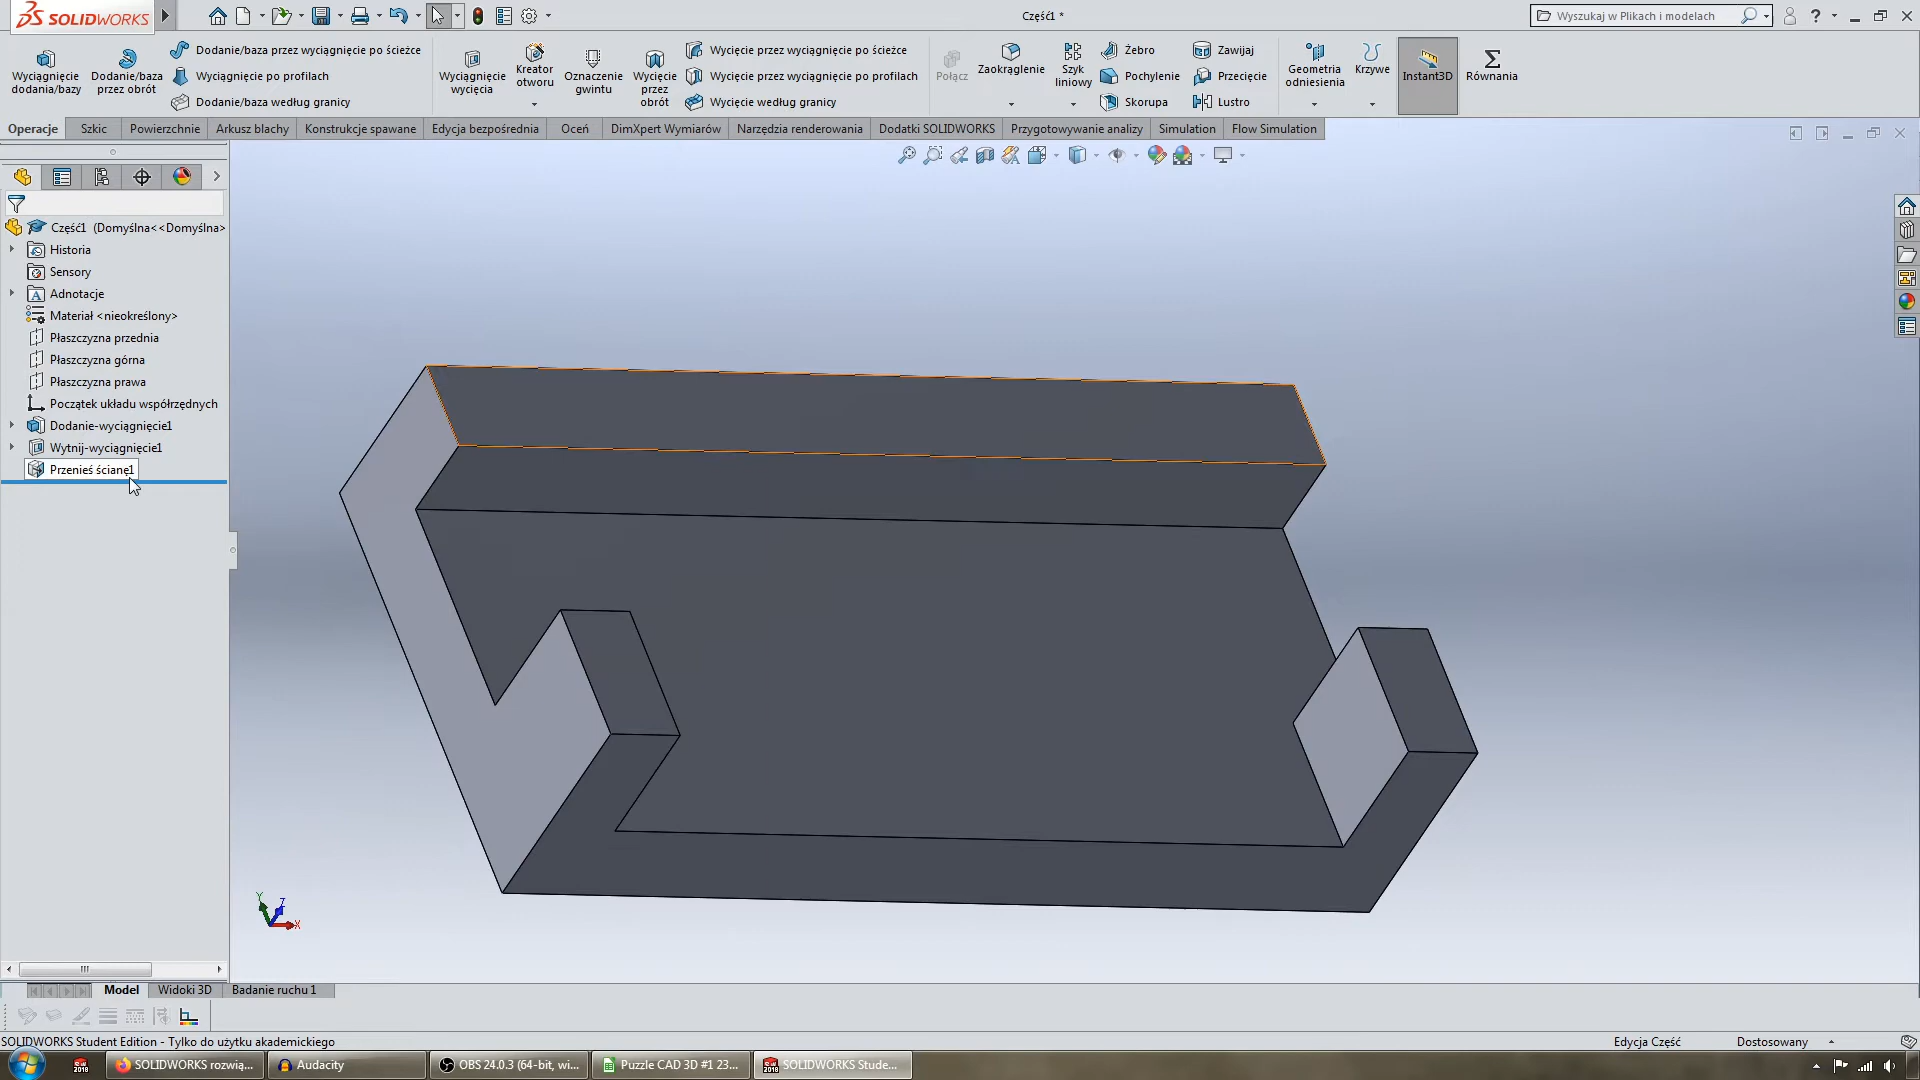 SOLIDWORKS
Część1 *
Wyszukaj w Plikach i modelach
Wyciągnięcie dodania/bazy
Dodanie/baza przez obrót
Dodanie/baza przez wyciągnięcie po ścieżce
Wyciągnięcie po profilach
Dodanie/baza według granicy
Wyciągnięcie wycięcia
Kreator otworu
Oznaczenie gwintu
Wycięcie przez obrót
Wycięcie przez wyciągnięcie po ścieżce
Wycięcie przez wyciągnięcie po profilach
Wycięcie według granicy
Połącz
Zaokrąglenie
Szyk liniowy
Żebro
Pochylenie
Skorupa
Zawijaj
Przecięcie
Lustro
Geometria odniesienia
Krzywe
Instant3D
Równania
Operacje
Szkic
Powierzchnie
Arkusz blachy
Konstrukcje spawane
Edycja bezpośrednia
Oceń
DimXpert Wymiarów
Narzędzia renderowania
Dodatki SOLIDWORKS
Przygotowywanie analizy
Simulation
Flow Simulation
Część1 (Domyślna<<Domyślna>
Historia
Sensory
Adnotacje
Materiał <nieokreślony>
Płaszczyzna przednia
Płaszczyzna górna
Płaszczyzna prawa
Początek układu współrzędnych
Dodanie-wyciągnięcie1
Wytnij-wyciągnięcie1
Przenieś ścianę1
Y
Z
X
Model
Widoki 3D
Badanie ruchu 1
SOLIDWORKS Student Edition - Tylko do użytku akademickiego
Edycja Część
Dostosowany
SOLIDWORKS rozwią...
Audacity
OBS 24.0.3 (64-bit, wi...
Puzzle CAD 3D #1 23...
SOLIDWORKS Stude...